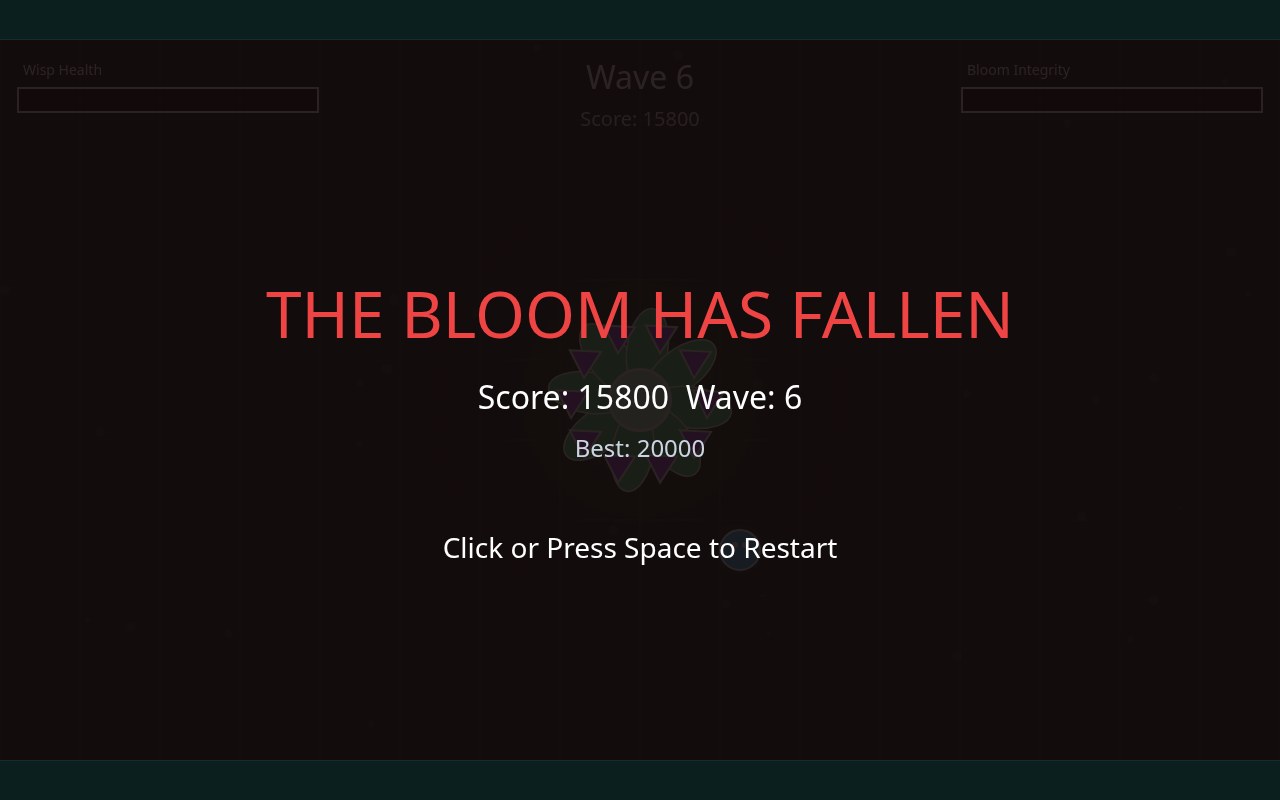 Wisp Health
Wave 6
Bloom Integrity
Score: 15800
THE BLOOM HAS FALLEN
Score: 15800  Wave: 6
Best: 20000
Click or Press Space to Restart